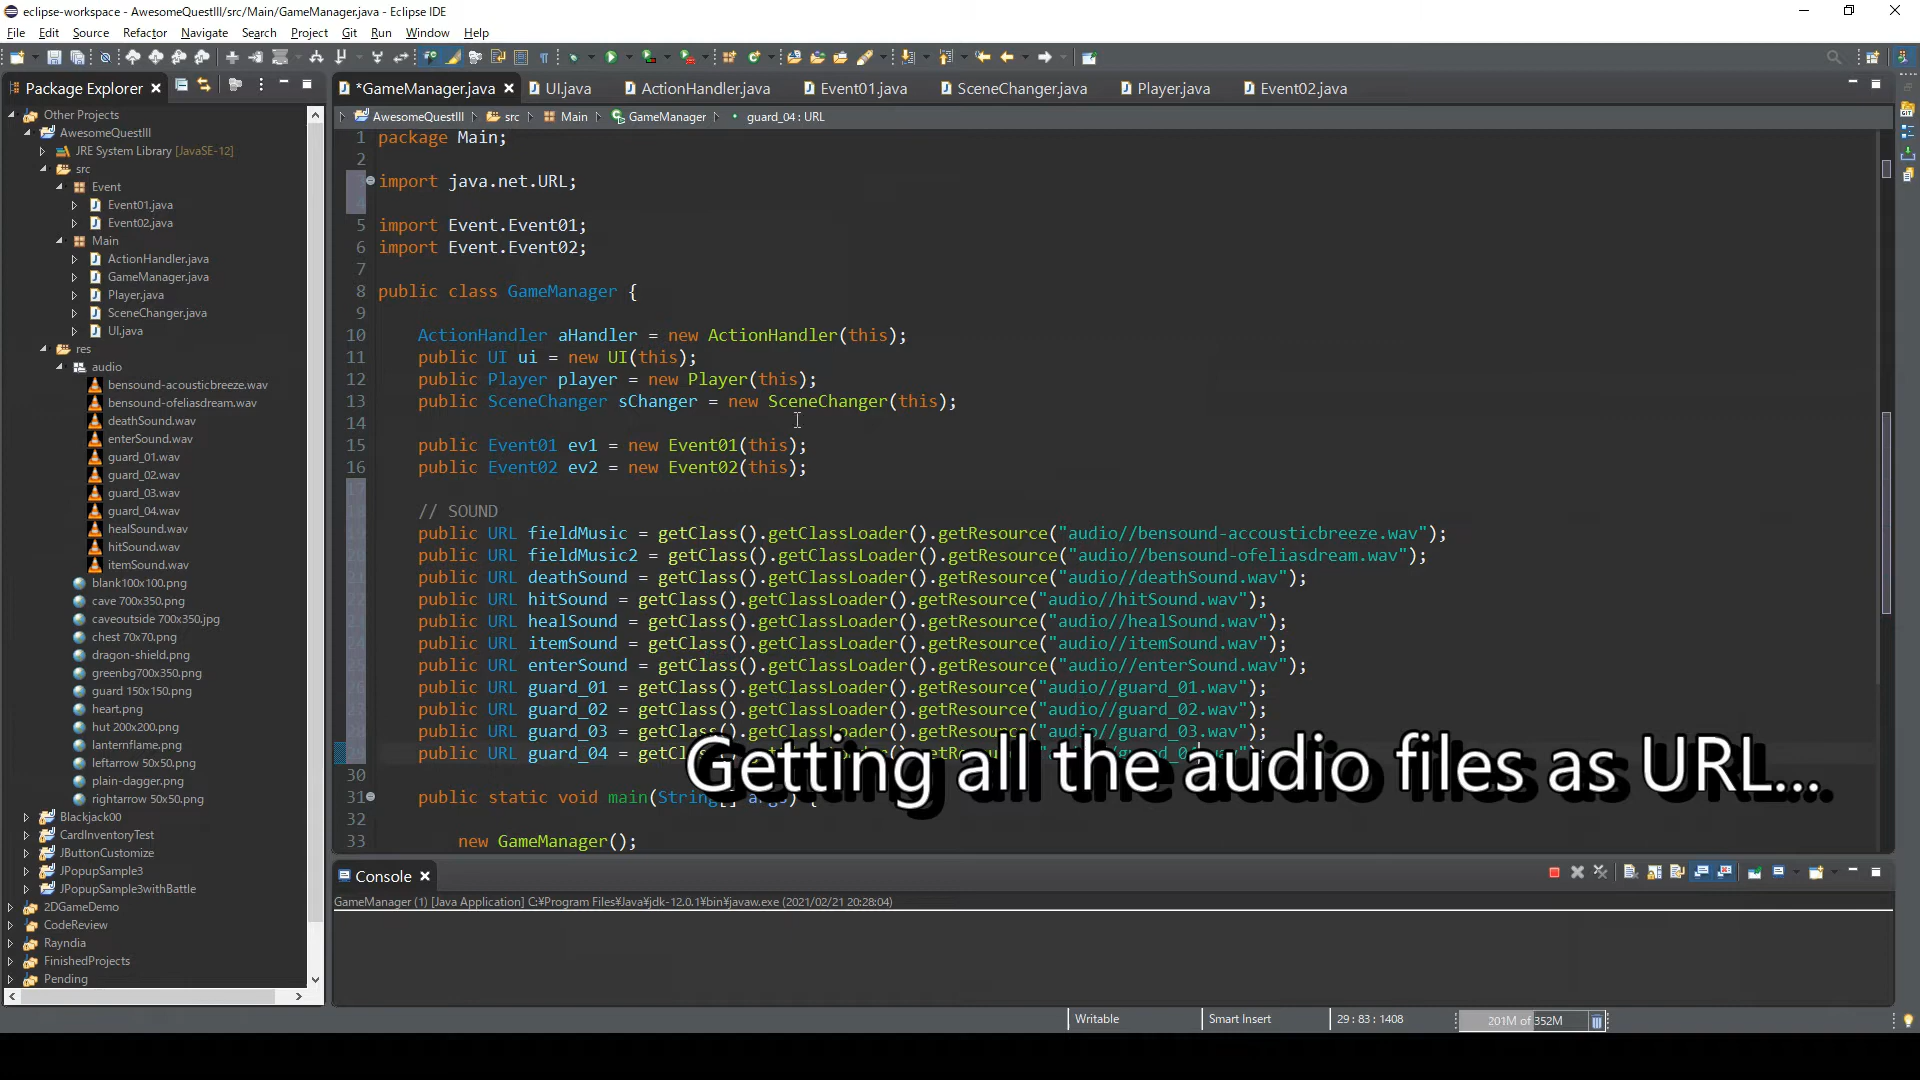 eclipse-workspace - AwesomeQuestIII/src/Main/GameManager.java - Eclipse IDE
File Edit Source Refactor Navigate Search Project Git Run Window Help
Package Explorer
*GameManager.java UI.java ActionHandler.java Event01.java SceneChanger.java Player.java Event02.java
AwesomeQuestIII src Main GameManager guard_04 : URL
Other Projects
AwesomeQuestIII
JRE System Library [JavaSE-12]
src
Event
Event01.java
Event02.java
Main
ActionHandler.java
GameManager.java
Player.java
SceneChanger.java
UI.java
res
audio
bensound-acousticbreeze.wav
bensound-ofeliasdream.wav
deathSound.wav
enterSound.wav
guard_01.wav
guard_02.wav
guard_03.wav
guard_04.wav
healSound.wav
hitSound.wav
itemSound.wav
blank100x100.png
cave 700x350.png
caveoutside 700x350.jpg
chest 70x70.png
dragon-shield.png
greenbg700x350.png
guard 150x150.png
heart.png
hut 200x200.png
lanternflame.png
leftarrow 50x50.png
plain-dagger.png
rightarrow 50x50.png
Blackjack00
CardInventoryTest
JButtonCustomize
JPopupSample3
JPopupSample3withBattle
2DGameDemo
CodeReview
Rayndia
FinishedProjects
Pending
1 package Main;
2
import java.net.URL;
5 import Event.Event01;
6 import Event.Event02;
7
8 public class GameManager {
9
10 ActionHandler aHandler = new ActionHandler(this);
11 public UI ui = new UI(this);
12 public Player player = new Player(this);
13 public SceneChanger sChanger = new SceneChanger(this);
14
15 public Event01 ev1 = new Event01(this);
16 public Event02 ev2 = new Event02(this);
// SOUND
public URL fieldMusic = getClass().getClassLoader().getResource("audio//bensound-accousticbreeze.wav");
public URL fieldMusic2 = getClass().getClassLoader().getResource("audio//bensound-ofeliasdream.wav");
public URL deathSound = getClass().getClassLoader().getResource("audio//deathSound.wav");
public URL hitSound = getClass().getClassLoader().getResource("audio//hitSound.wav");
public URL healSound = getClass().getClassLoader().getResource("audio//healSound.wav");
public URL itemSound = getClass().getClassLoader().getResource("audio//itemSound.wav");
public URL enterSound = getClass().getClassLoader().getResource("audio//enterSound.wav");
public URL guard_01 = getClass().getClassLoader().getResource("audio//guard_01.wav");
public URL guard_02 = getClass().getClassLoader().getResource("audio//guard_02.wav");
public URL guard_03 = getClass().getClassLoader().getResource("audio//guard_03.wav");
public URL guard_04 =
Getting all the audio files as URL...
30
31 public static void main(String[] args) {
32
33 new GameManager();
Console
GameManager (1) [Java Application] C:¥Program Files¥Java¥jdk-12.0.1¥bin¥javaw.exe (2021/02/21 20:28:04)
Writable Smart Insert 29 : 83 : 1408 201M of 352M